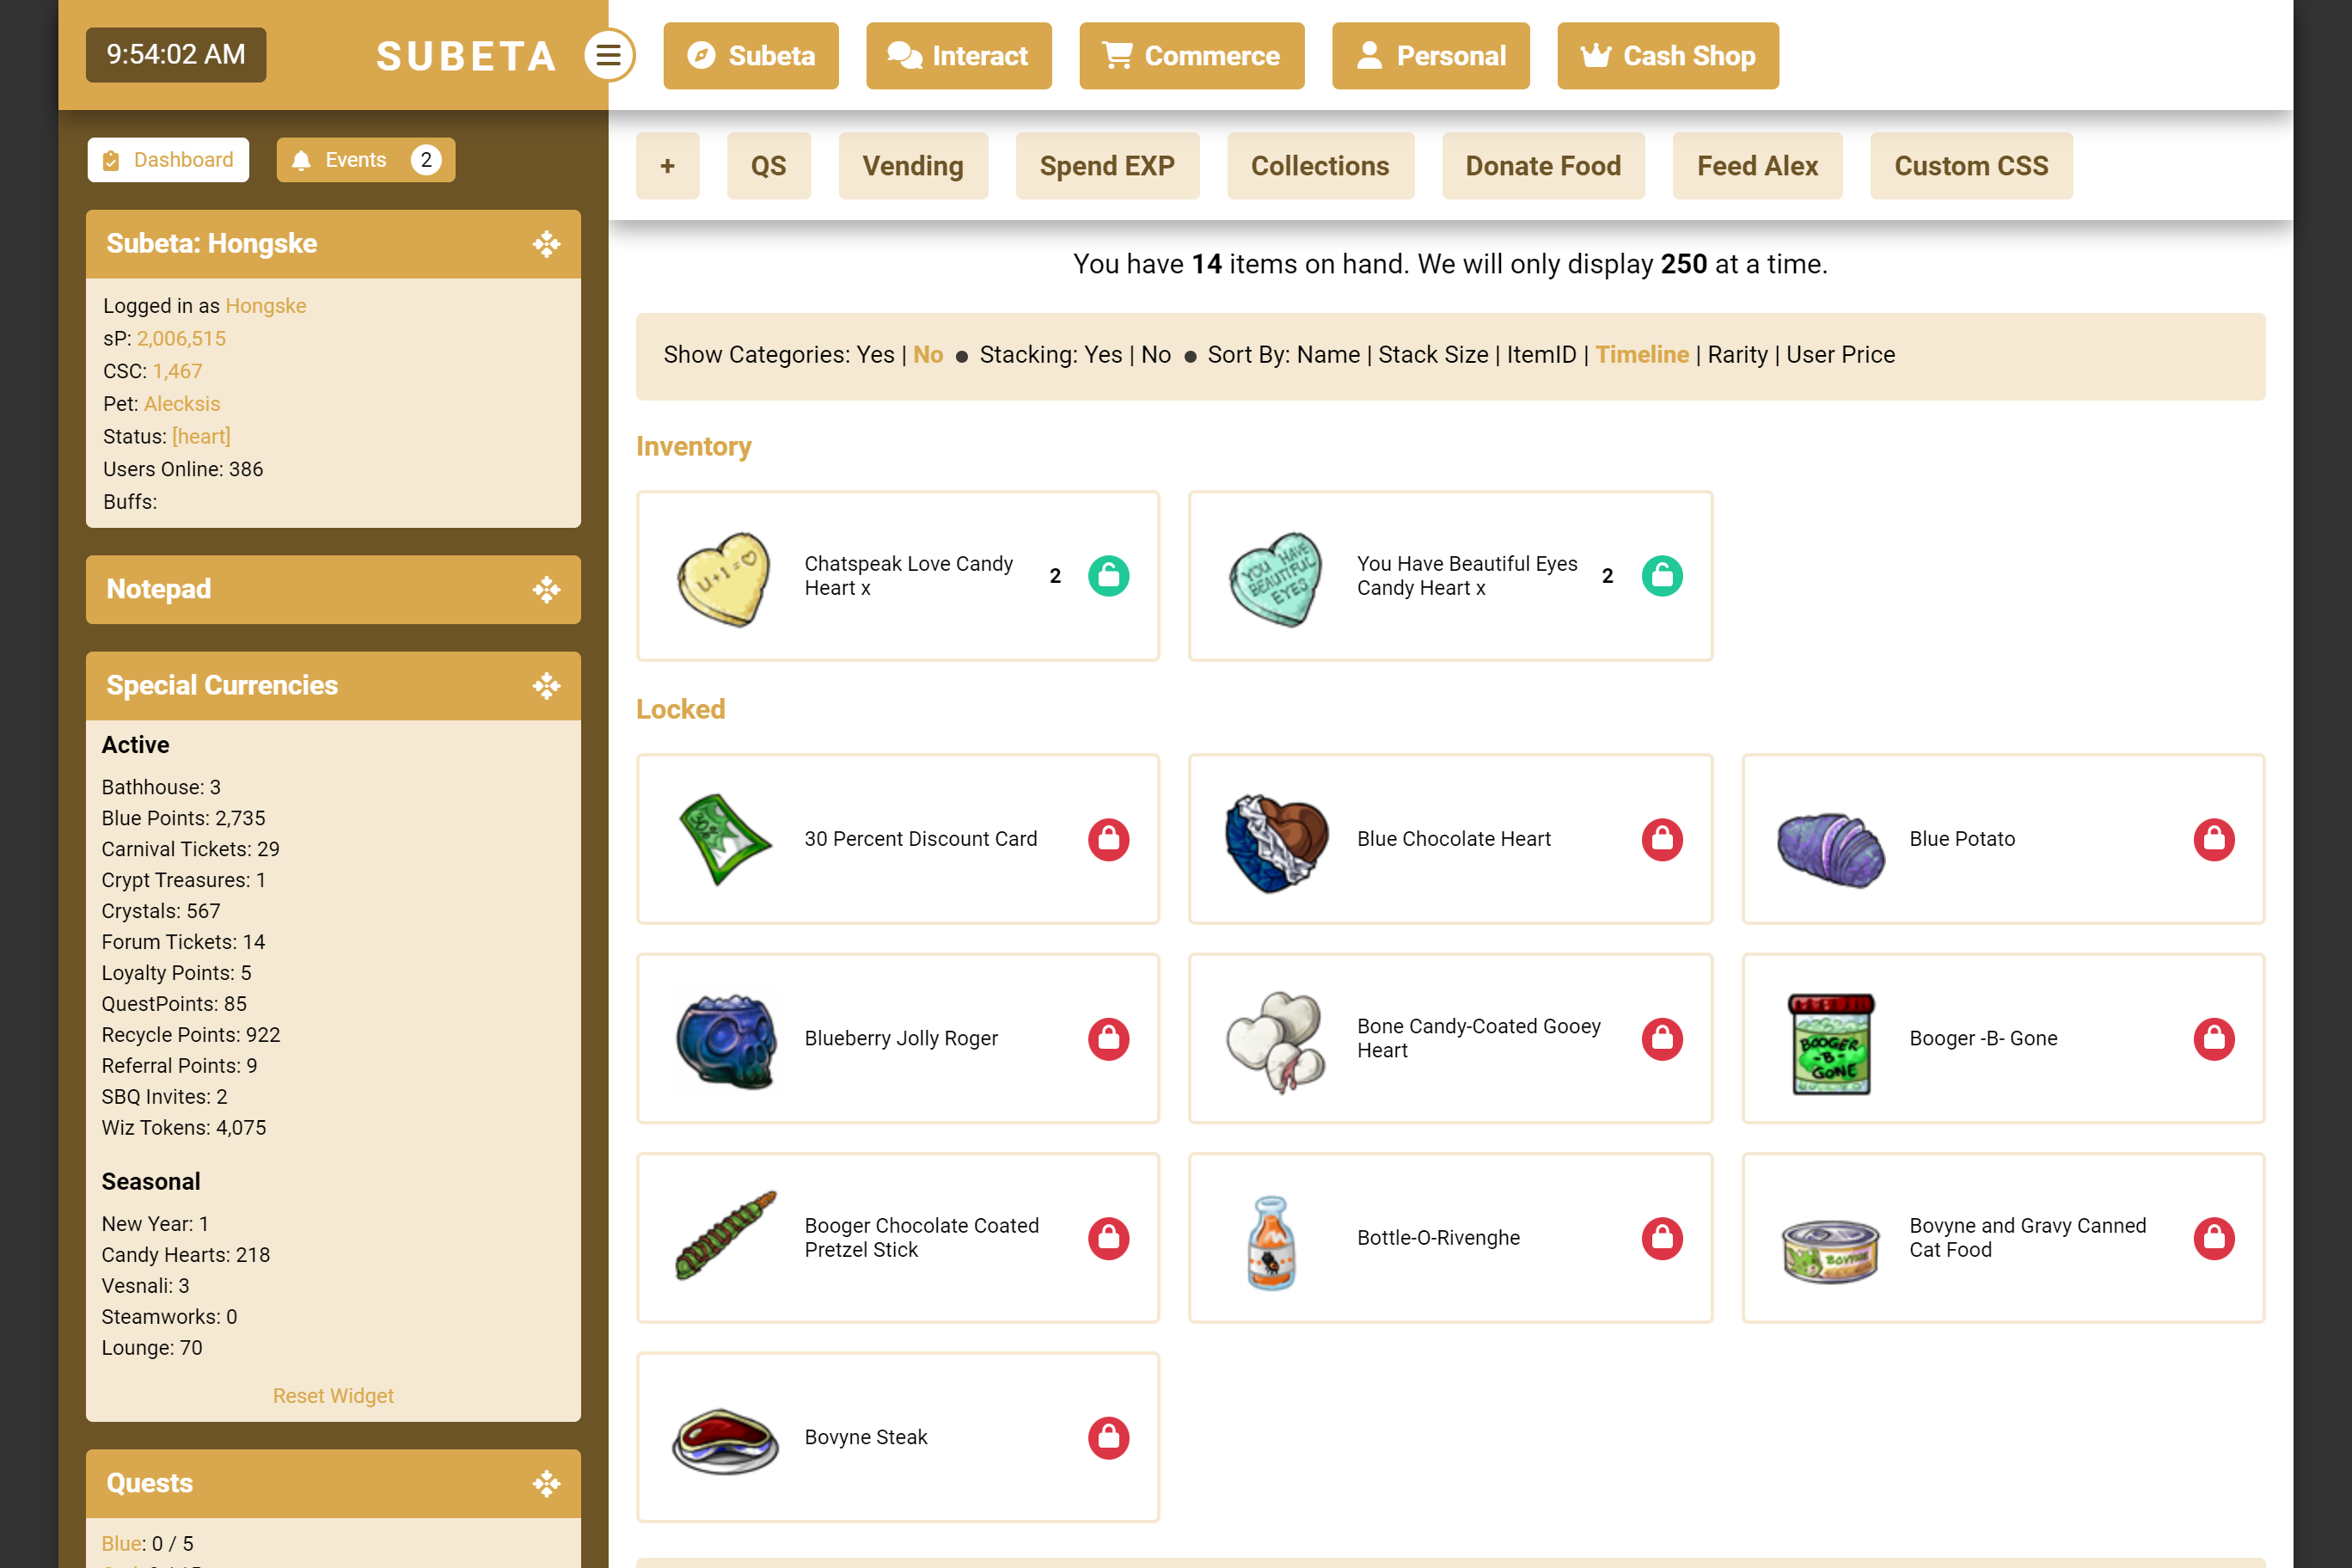 9:54:02 AM
SUBETA
Subeta
Interact
Commerce
Personal
Cash Shop
Dashboard
Events 2
+
QS
Vending
Spend EXP
Collections
Donate Food
Feed Alex
Custom CSS
Subeta: Hongske
Logged in as Hongske
sP: 2,006,515
CSC: 1,467
Pet: Alecksis
Status: [heart]
Users Online: 386
Buffs:
Notepad
Special Currencies
Active
Bathhouse: 3
Blue Points: 2,735
Carnival Tickets: 29
Crypt Treasures: 1
Crystals: 567
Forum Tickets: 14
Loyalty Points: 5
QuestPoints: 85
Recycle Points: 922
Referral Points: 9
SBQ Invites: 2
Wiz Tokens: 4,075
Seasonal
New Year: 1
Candy Hearts: 218
Vesnali: 3
Steamworks: 0
Lounge: 70
Reset Widget
Quests
Blue: 0 / 5
You have 14 items on hand. We will only display 250 at a time.
Show Categories: Yes | No ● Stacking: Yes | No ● Sort By: Name | Stack Size | ItemID | Timeline | Rarity | User Price
Inventory
U+1=♡
Chatspeak Love Candy
Heart x
2
YOU HAVE
BEAUTIFUL
EYES
You Have Beautiful Eyes
Candy Heart x
2
Locked
30%
30 Percent Discount Card
Blue Chocolate Heart
Blue Potato
Blueberry Jolly Roger
Bone Candy-Coated Gooey
Heart
BOOGER
-B-
GONE
Booger -B- Gone
Booger Chocolate Coated
Pretzel Stick
Bottle-O-Rivenghe
BOVYNE
Bovyne and Gravy Canned
Cat Food
Bovyne Steak